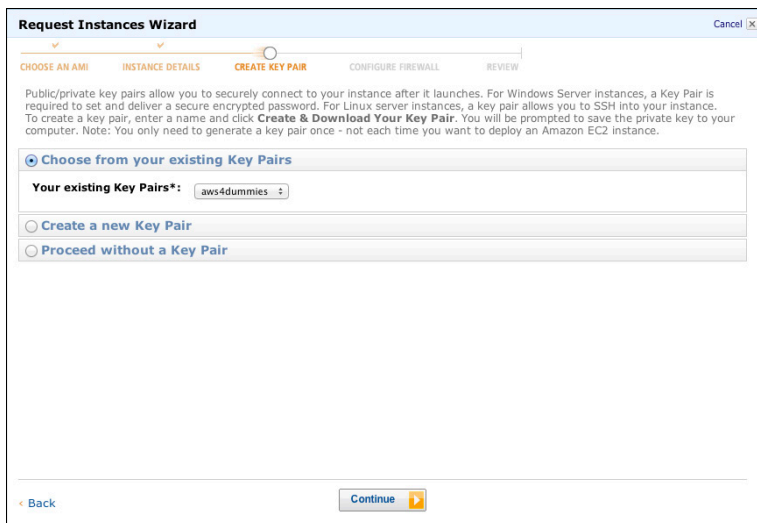 Request Instances Wizard
Cancel
CHOOSE AN AMI INSTANCE DETAILS CREATE KEY PAIR CONFIGURE FIREWALL REVIEW
Public/private key pairs allow you to securely connect to your instance after it launches. For Windows Server instances, a Key Pair is
required to set and deliver a secure encrypted password. For Linux server instances, a key pair allows you to SSH into your instance.
To create a key pair, enter a name and click Create & Download Your Key Pair. You will be prompted to save the private key to your
computer. Note: You only need to generate a key pair once - not each time you want to deploy an Amazon EC2 instance.
Choose from your existing Key Pairs
Your existing Key Pairs*: aws4dummies
Create a new Key Pair
Proceed without a Key Pair
< Back
Continue